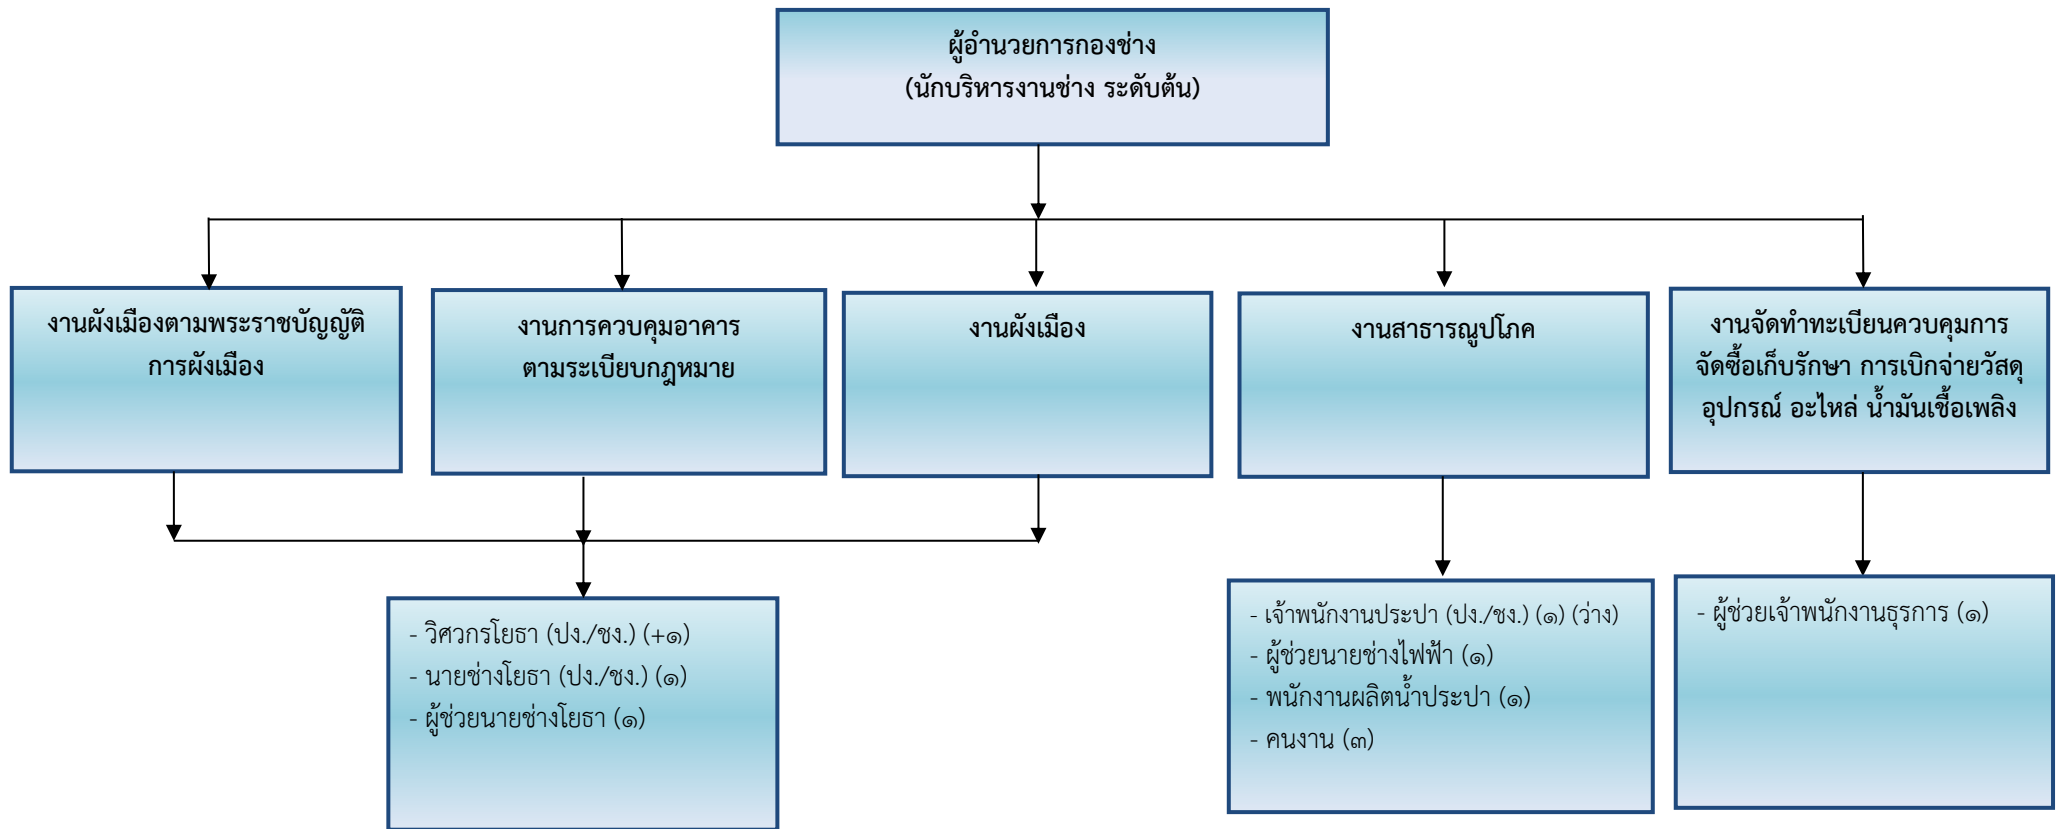 ผู้อำนวยการกองช่าง
(นักบริหารงานช่าง ระดับต้น)
งานผังเมืองตามพระราชบัญญัติ
การผังเมือง
งานการควบคุมอาคาร
ตามระเบียบกฎหมาย
งานผังเมือง
งานสาธารณูปโภค
งานจัดทำทะเบียนควบคุมการ
จัดซื้อเก็บรักษา การเบิกจ่ายวัสดุ
อุปกรณ์ อะไหล่ น้ำมันเชื้อเพลิง
- วิศวกรโยธา (ปง./ชง.) (+๑)
- นายช่างโยธา (ปง./ชง.) (๑)
- ผู้ช่วยนายช่างโยธา (๑)
- เจ้าพนักงานประปา (ปง./ชง.) (๑) (ว่าง)
- ผู้ช่วยนายช่างไฟฟ้า (๑)
- พนักงานผลิตน้ำประปา (๑)
- คนงาน (๓)
- ผู้ช่วยเจ้าพนักงานธุรการ (๑)